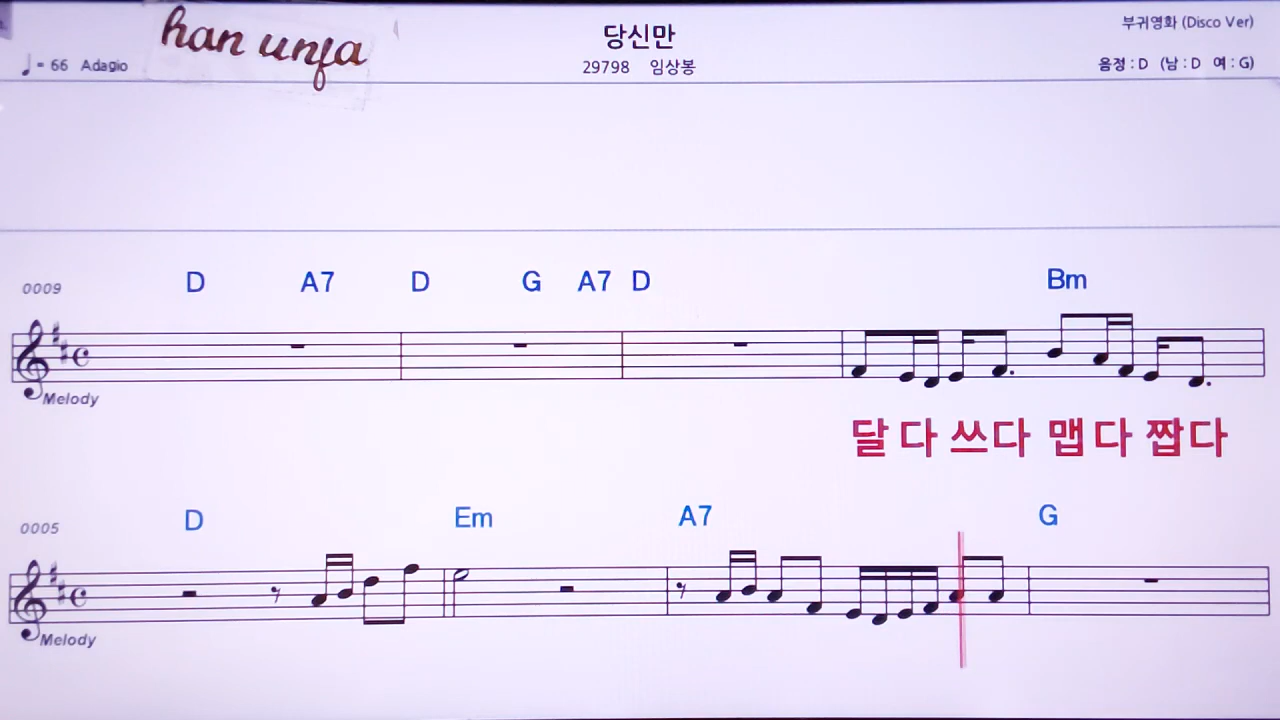 han unfa
당신만
부귀영화 (Disco Ver)
♩ = 66 Adagio
29798 임상봉
음정 : D (남 : D 여 : G)
0009 D A7 D G A7 D Bm
Melody
달다 쓰다 맵다 짭다
0005 D Em A7 G
Melody